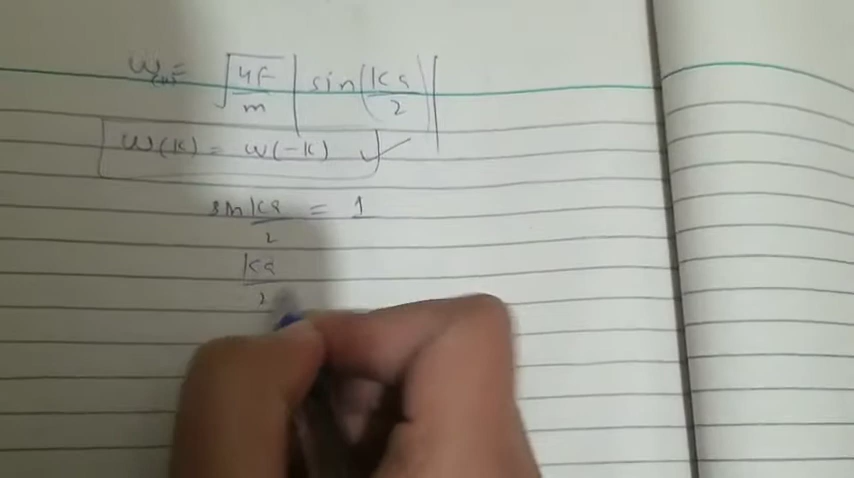 ω(k) = √(4F/m) |sin(ka/2)|
ω(k) = ω(-k) ✓
sin ka/2 = 1
ka/2